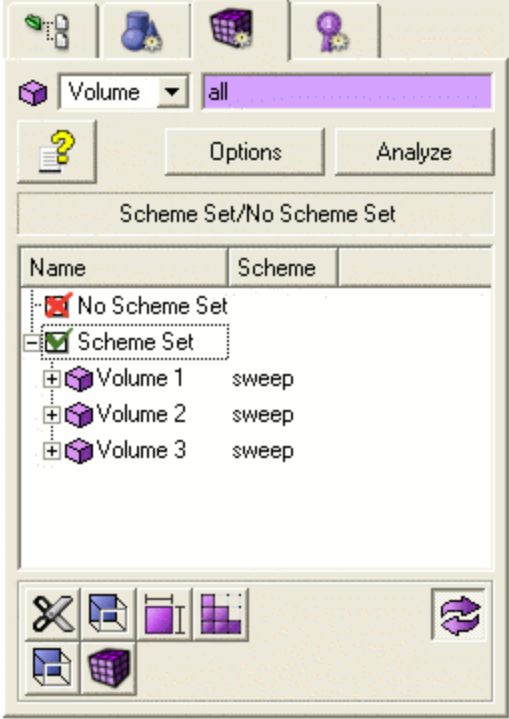 Volume all
Options Analyze
Scheme Set/No Scheme Set
Name Scheme
No Scheme Set
Scheme Set
Volume 1 sweep
Volume 2 sweep
Volume 3 sweep